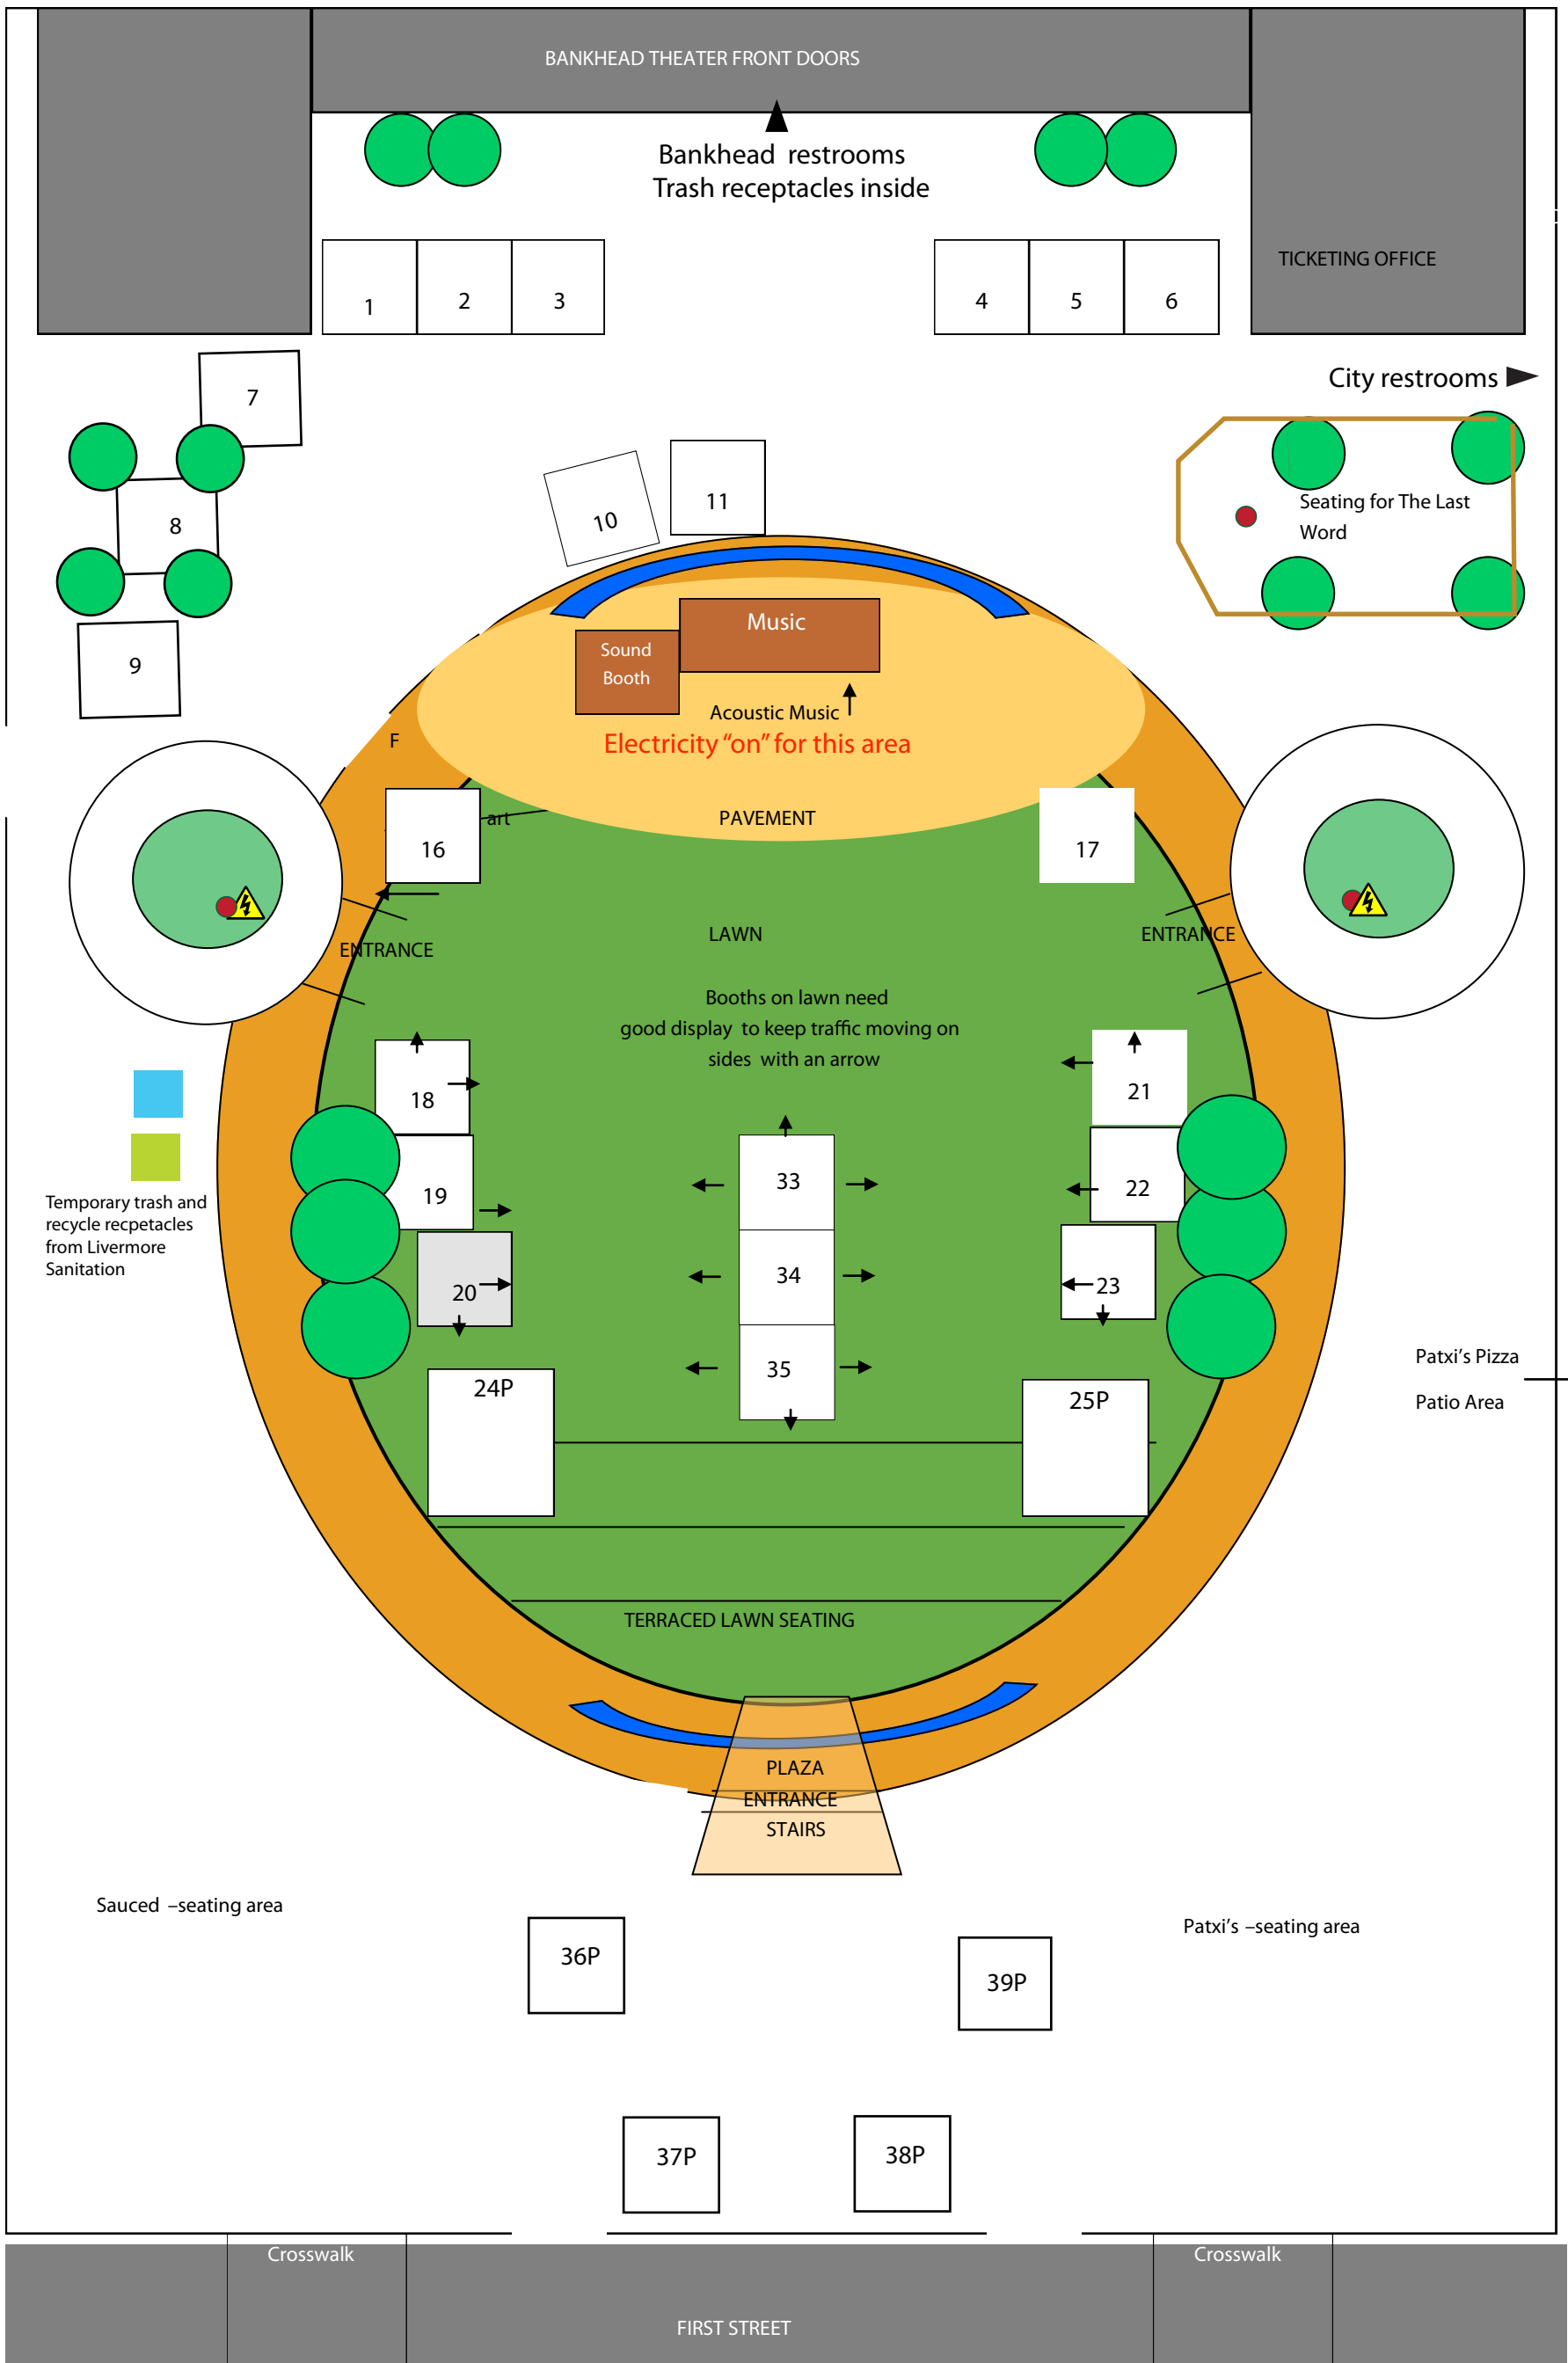 BANKHEAD THEATER FRONT DOORS
Bankhead restrooms
Trash receptacles inside
TICKETING OFFICE
1
2
3
4
5
6
City restrooms
7
8
9
10
11
Seating for The Last
Word
Music
Sound
Booth
Acoustic Music
Electricity “on” for this area
F
art
PAVEMENT
16
17
LAWN
ENTRANCE
ENTRANCE
Booths on lawn need
good display to keep traffic moving on
sides with an arrow
18
19
20
21
22
23
33
34
35
Temporary trash and
recycle recpetacles
from Livermore
Sanitation
24P
25P
Patxi’s Pizza
Patio Area
TERRACED LAWN SEATING
PLAZA
ENTRANCE
STAIRS
Sauced –seating area
Patxi’s –seating area
36P
39P
37P
38P
Crosswalk
Crosswalk
FIRST STREET